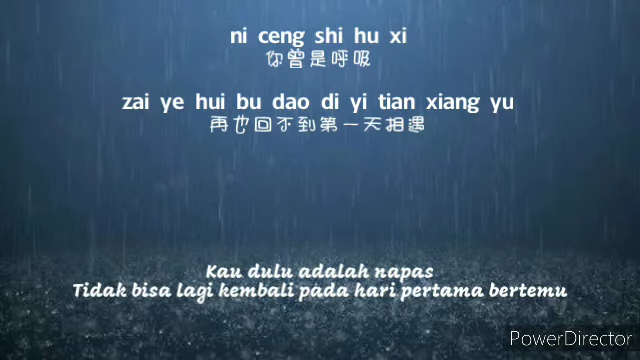 ni ceng shi hu xi
你曾是呼吸
zai ye hui bu dao di yi tian xiang yu
再也回不到第一天相遇
Kau dulu adalah napas
Tidak bisa lagi kembali pada hari pertama bertemu
PowerDirector